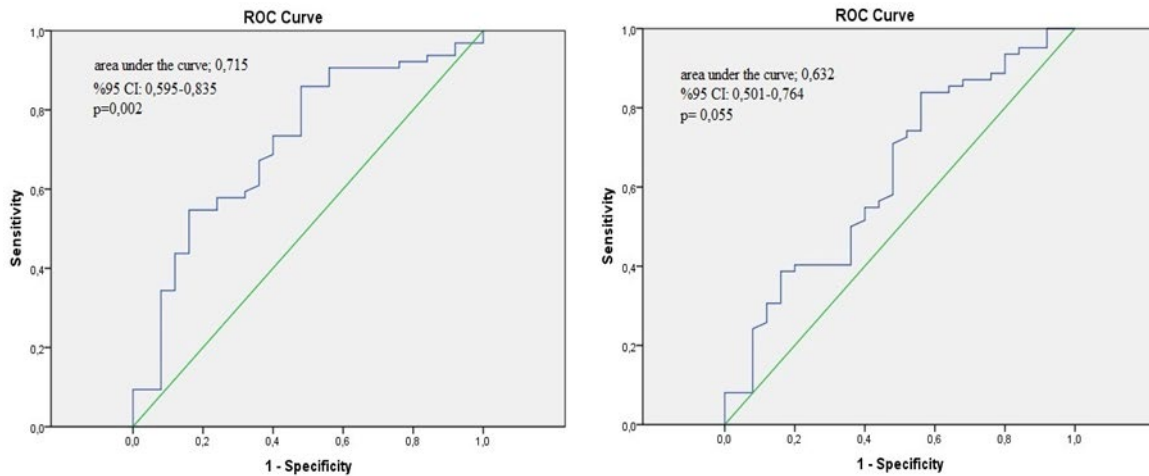 ROC Curve
area under the curve; 0,715
%95 CI: 0,595-0,835
p=0,002
Sensitivity
1,0
0,8
0,6
0,4
0,2
0,0
0,0 0,2 0,4 0,6 0,8 1,0
1 - Specificity
ROC Curve
area under the curve; 0,632
%95 CI: 0,501-0,764
p= 0,055
Sensitivity
1,0
0,8
0,6
0,4
0,2
0,0
0,0 0,2 0,4 0,6 0,8 1,0
1 - Specificity